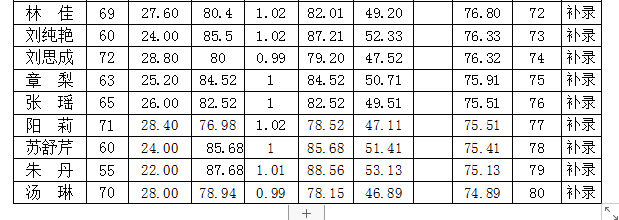 林 佳 69 27.60 80.4 1.02 82.01 49.20 76.80 72 补录
刘纯艳 60 24.00 85.5 1.02 87.21 52.33 76.33 73 补录
刘思成 72 28.80 80 0.99 79.20 47.52 76.32 74 补录
章 梨 63 25.20 84.52 1 84.52 50.71 75.91 75 补录
张 瑶 65 26.00 82.52 1 82.52 49.51 75.51 76 补录
阳 莉 71 28.40 76.98 1.02 78.52 47.11 75.51 77 补录
苏舒芹 60 24.00 85.68 1 85.68 51.41 75.41 78 补录
朱 丹 55 22.00 87.68 1.01 88.56 53.13 75.13 79 补录
汤 琳 70 28.00 78.94 0.99 78.15 46.89 74.89 80 补录